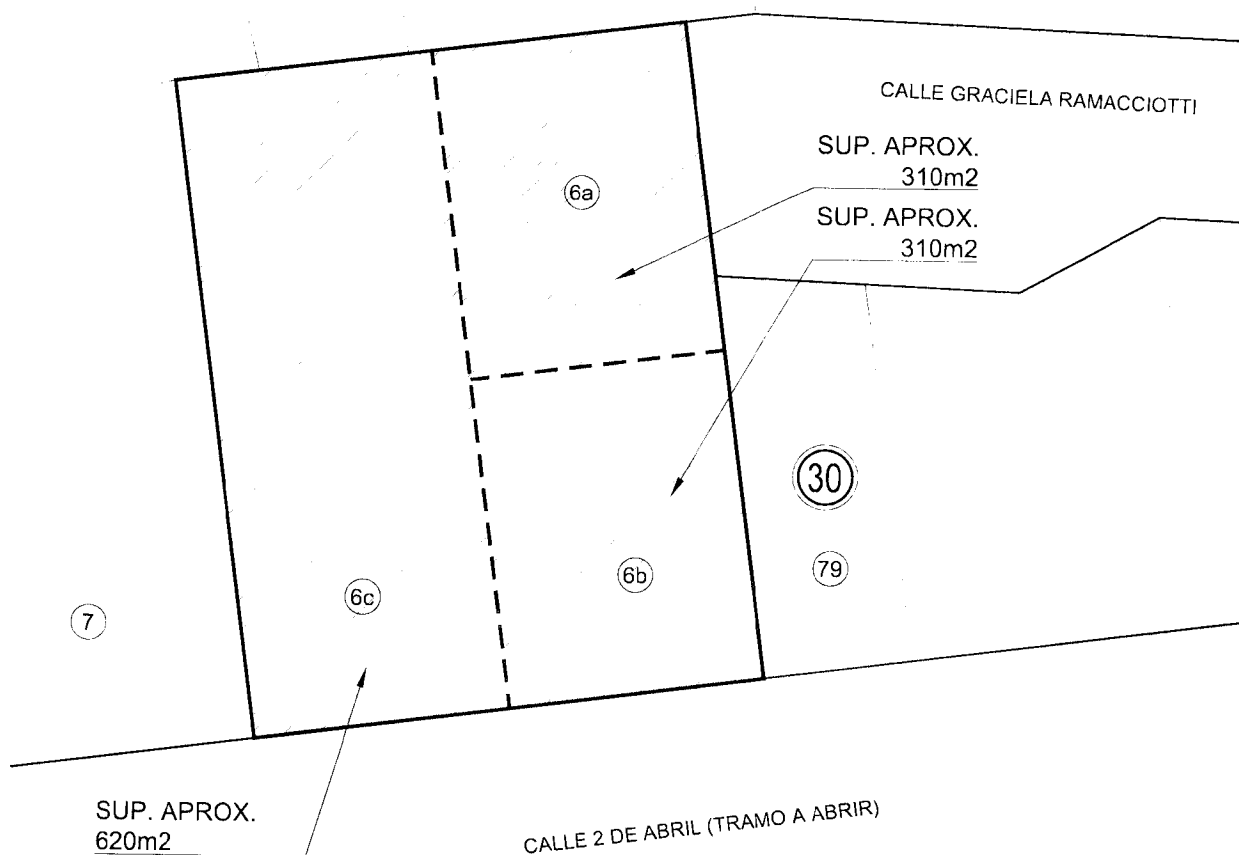 CALLE GRACIELA RAMACCIOTTI
SUP. APROX.
310m2
6a
SUP. APROX.
310m2
30
79
6b
6c
7
SUP. APROX.
620m2
CALLE 2 DE ABRIL (TRAMO A ABRIR)